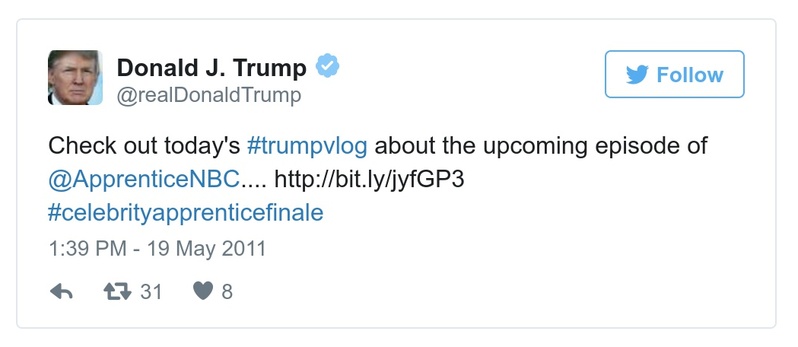 Donald J. Trump
@realDonaldTrump
Follow
Check out today's #trumpvlog about the upcoming episode of
@ApprenticeNBC.... http://bit.ly/jyfGP3
#celebrityapprenticefinale
1:39 PM - 19 May 2011
31 8